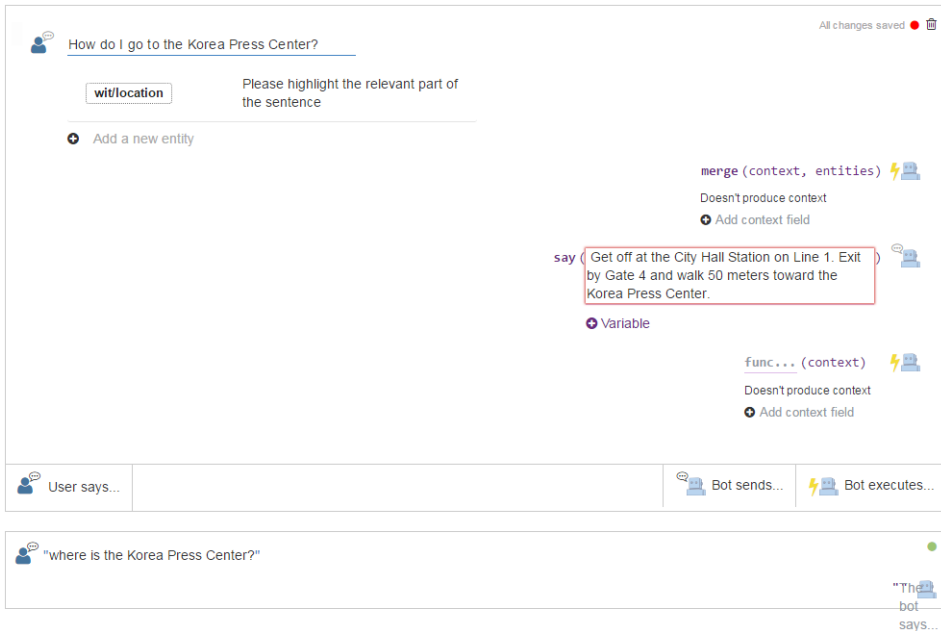 All changes saved
How do I go to the Korea Press Center?
wit/location
Please highlight the relevant part of
the sentence
Add a new entity
merge(context, entities)
Doesn't produce context
Add context field
say( Get off at the City Hall Station on Line 1. Exit )
by Gate 4 and walk 50 meters toward the
Korea Press Center.
Variable
func...(context)
Doesn't produce context
Add context field
User says...
Bot sends...
Bot executes...
"where is the Korea Press Center?"
"The
bot
says...